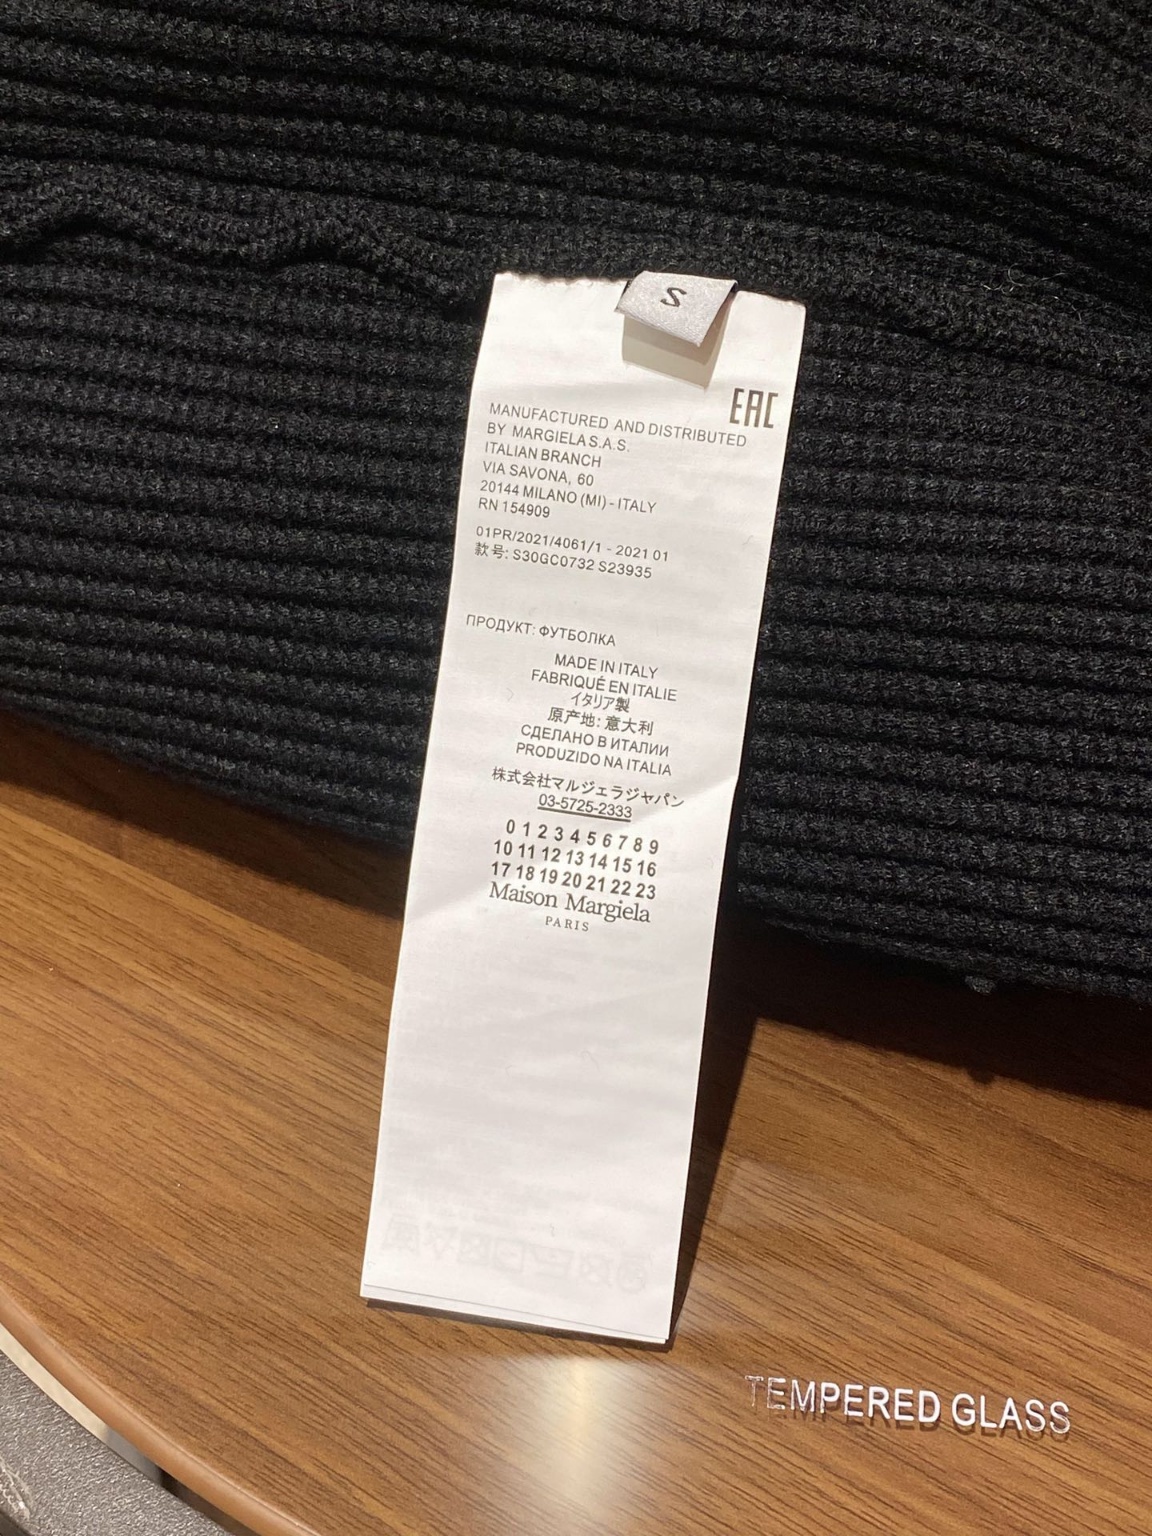 S
EAC
MANUFACTURED AND DISTRIBUTED
BY MARGIELA S.A.S.
ITALIAN BRANCH
VIA SAVONA, 60
20144 MILANO (MI) - ITALY
RN 154909
01PR/2021/4061/1 - 2021 01
款号: S30GC0732 S23935
ПРОДУКТ: ФУТБОЛКА
MADE IN ITALY
FABRIQUÉ EN ITALIE
イタリア製
原产地: 意大利
СДЕЛАНО В ИТАЛИИ
PRODUZIDO NA ITALIA
株式会社マルジェラジャパン
03-5725-2333
0 1 2 3 4 5 6 7 8 9
10 11 12 13 14 15 16
17 18 19 20 21 22 23
Maison Margiela
PARIS
TEMPERED GLASS